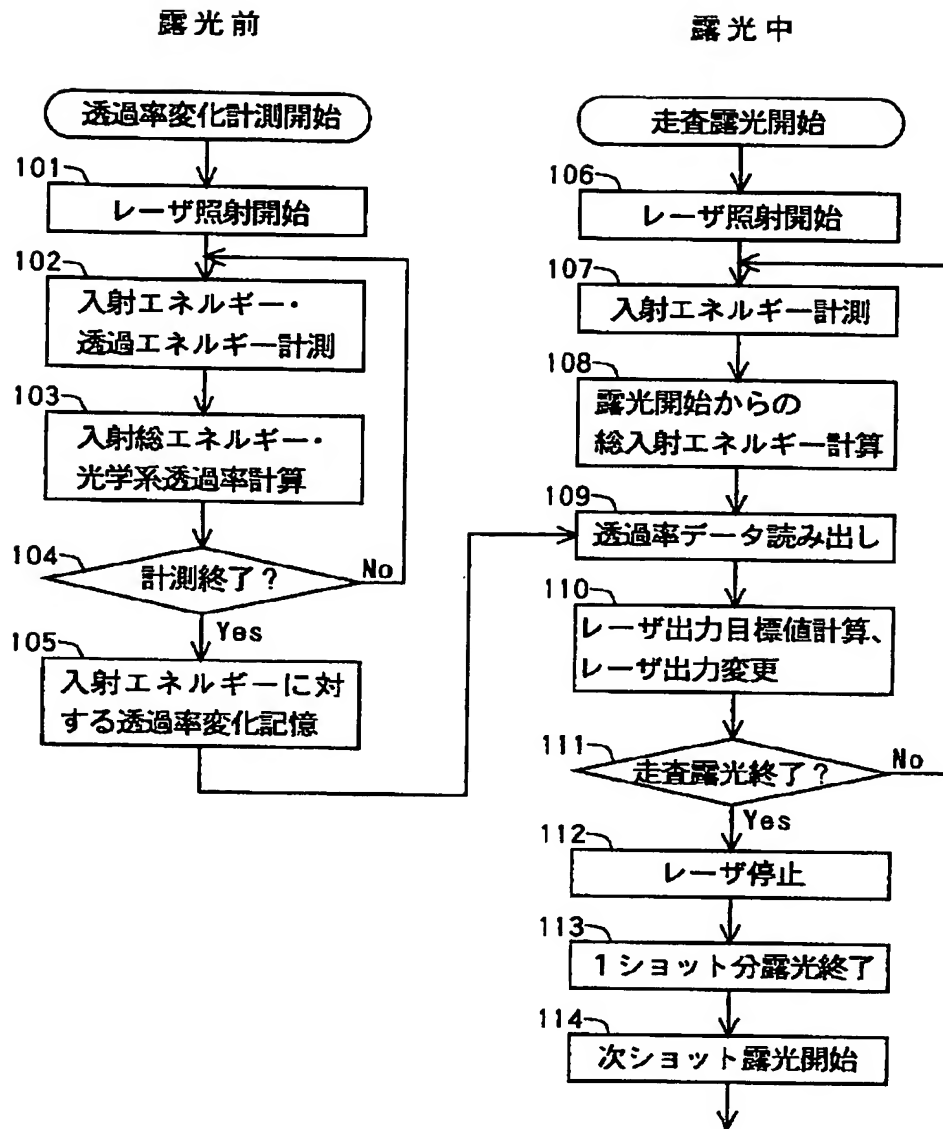 露光前
透過率変化計測開始
101
レーザ照射開始
102
入射エネルギー・
透過エネルギー計測
103
入射総エネルギー・
光学系透過率計算
104
計測終了?
No
Yes
105
入射エネルギーに対
する透過率変化記憶
露光中
走査露光開始
106
レーザ照射開始
107
入射エネルギー計測
108
露光開始からの
総入射エネルギー計算
109
透過率データ読み出し
110
レーザ出力目標値計算、
レーザ出力変更
111
走査露光終了?
No
Yes
112
レーザ停止
113
1ショット分露光終了
114
次ショット露光開始